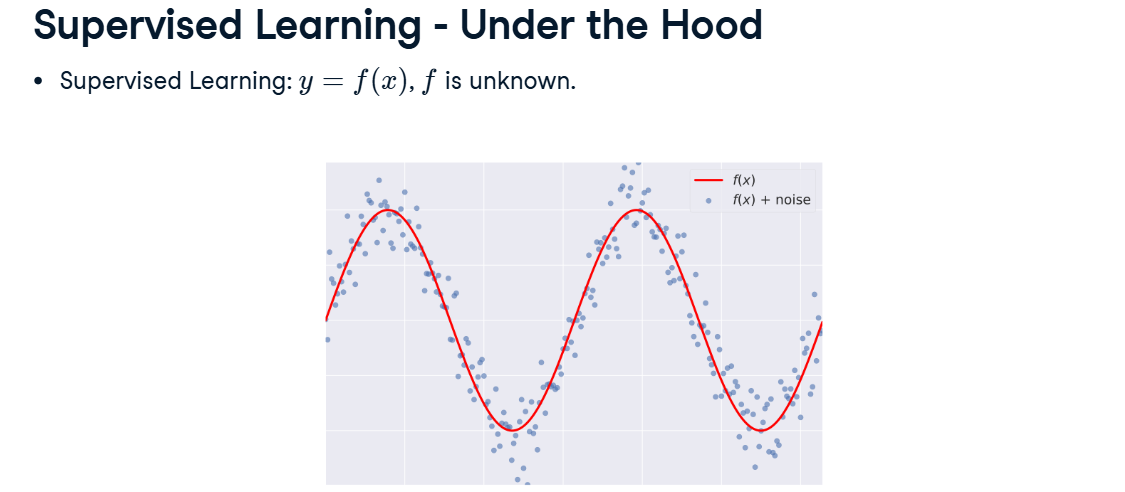 Supervised Learning - Under the Hood
• Supervised Learning: y = f(x), f is unknown.
f(x)
f(x) + noise